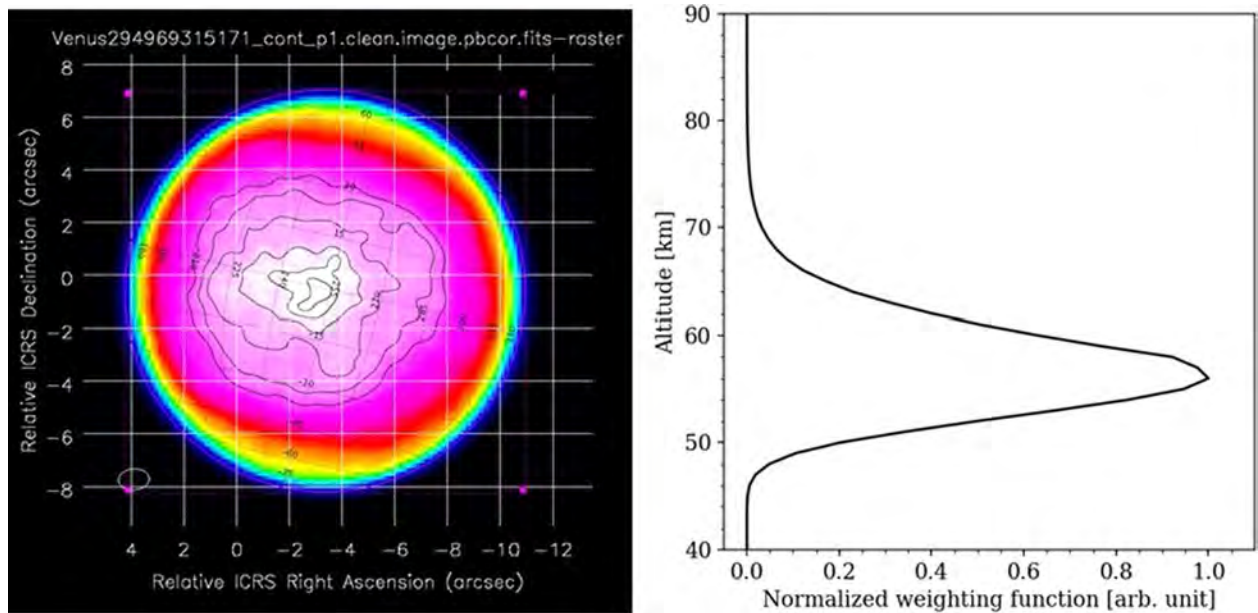 Venus294969315171_cont_p1.clean.image.pbcor.fits-raster
Relative ICRS Declination (arcsec)
8
6
4
2
0
-2
-4
-6
-8
4 2 0 -2 -4 -6 -8 -10 -12
Relative ICRS Right Ascension (arcsec)
60
-60
Altitude [km]
90
80
70
60
50
40
0.0 0.2 0.4 0.6 0.8 1.0
Normalized weighting function [arb. unit]